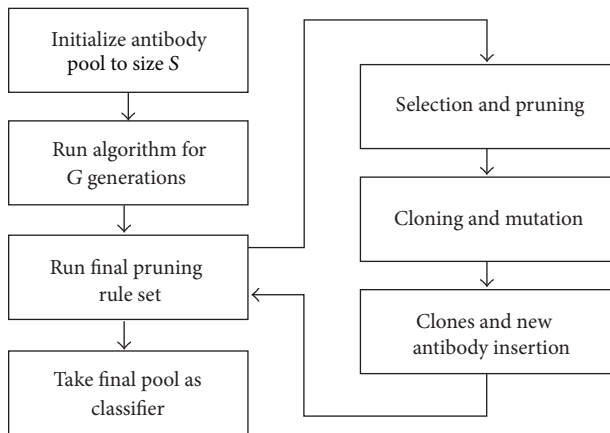 Initialize antibody
pool to size S
Run algorithm for
G generations
Run final pruning
rule set
Take final pool as
classifier
Selection and pruning
Cloning and mutation
Clones and new
antibody insertion